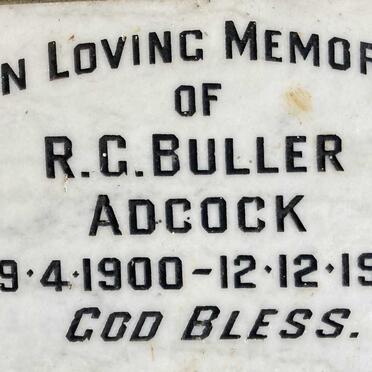 N LOVING MEMOR
OF
R.G. BULLER
ADCOCK
9·4·1900–12·12·19
GOD BLESS.